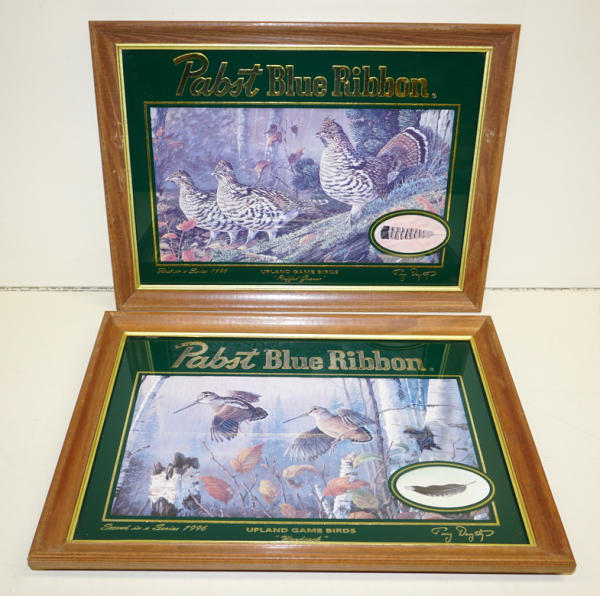 Pabst Blue Ribbon.
First in a Series 1996
UPLAND GAME BIRDS
"Ruffed Grouse"
Pabst Blue Ribbon.
Second in a Series 1996
UPLAND GAME BIRDS
"Woodcock"